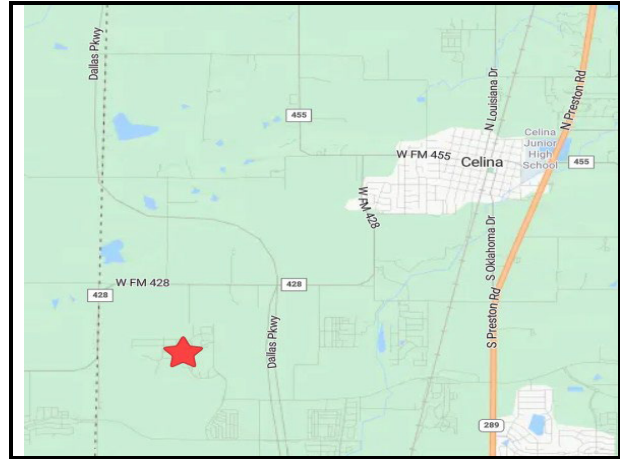 Dallas Pkwy
455
N Louisiana Dr
N Preston Rd
W FM 455
Celina
Celina
Junior
High
School
455
W FM 428
S Oklahoma Dr
W FM 428
428
428
S Preston Rd
Dallas Pkwy
289